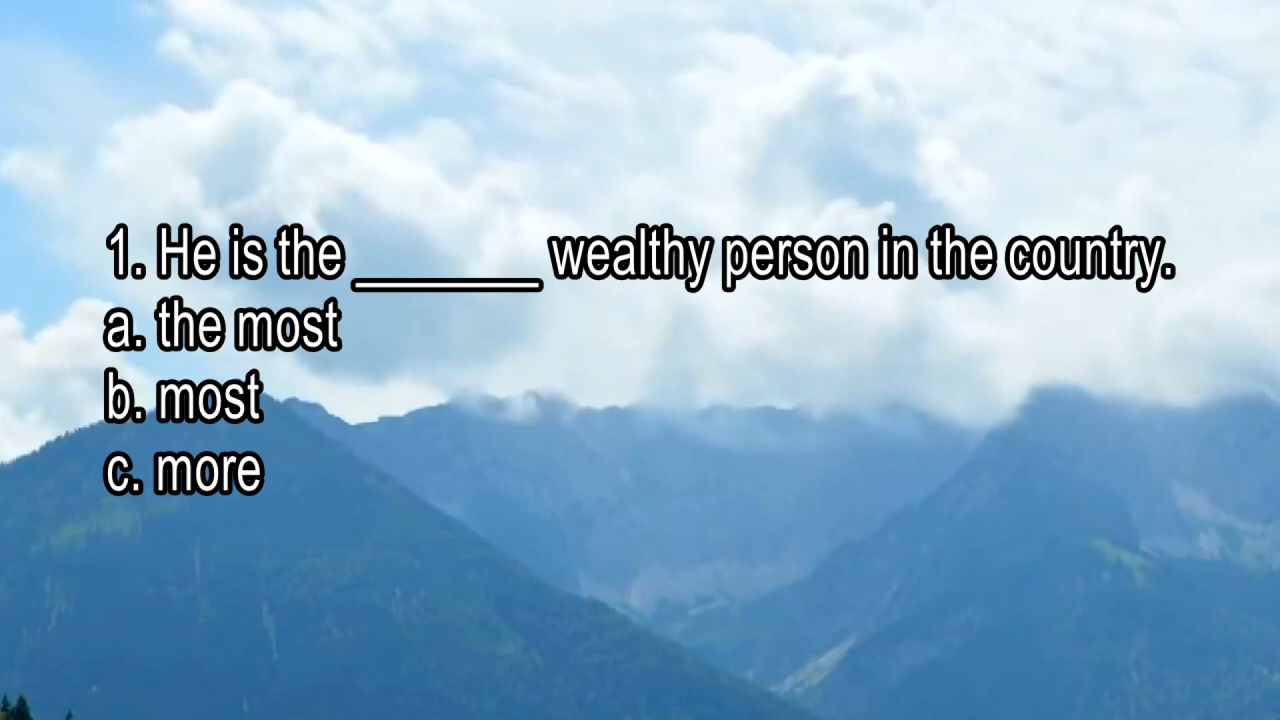 1. He is the _______ wealthy person in the country.
a. the most
b. most
c. more